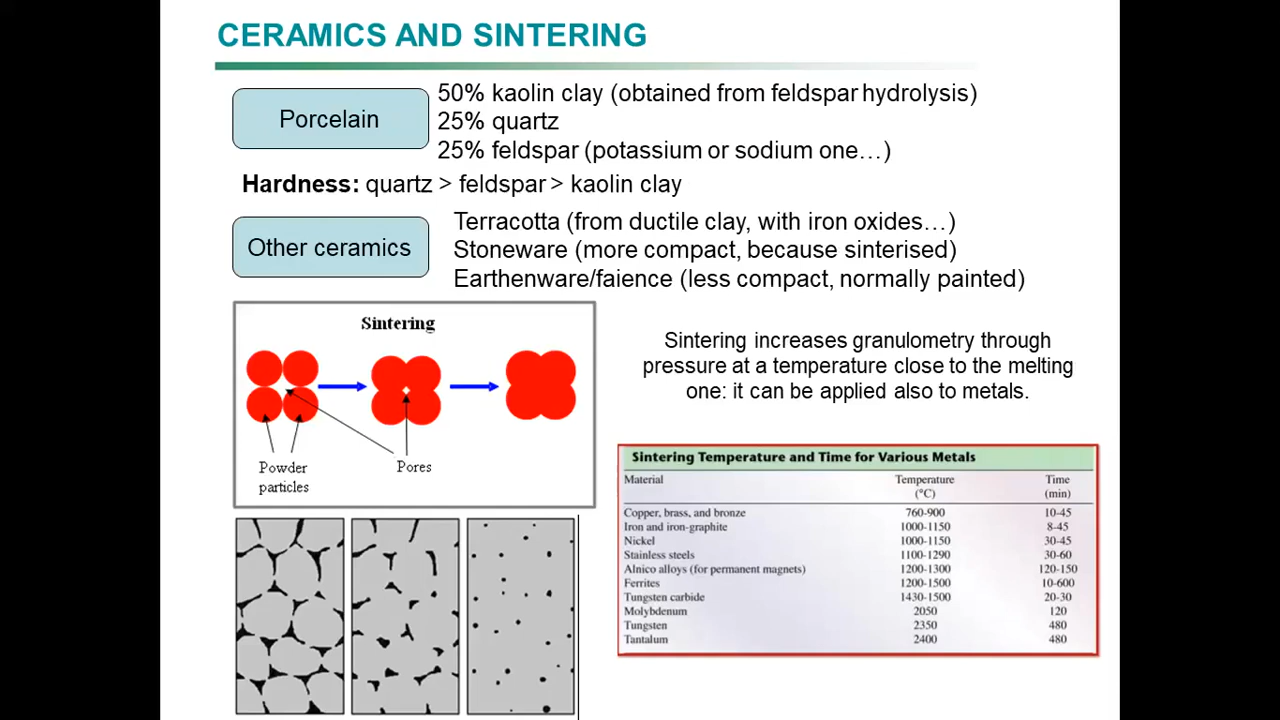 CERAMICS AND SINTERING
Porcelain
50% kaolin clay (obtained from feldspar hydrolysis)
25% quartz
25% feldspar (potassium or sodium one…)
Hardness: quartz > feldspar > kaolin clay
Other ceramics
Terracotta (from ductile clay, with iron oxides…)
Stoneware (more compact, because sinterised)
Earthenware/faience (less compact, normally painted)
Sintering
Powder
particles
Pores
Sintering increases granulometry through
pressure at a temperature close to the melting
one: it can be applied also to metals.
Sintering Temperature and Time for Various Metals
Material Temperature Time
(°C) (min)
Copper, brass, and bronze 760-900 10-45
Iron and iron-graphite 1000-1150 8-45
Nickel 1000-1150 30-45
Stainless steels 1100-1290 30-60
Alnico alloys (for permanent magnets) 1200-1300 120-150
Ferrites 1200-1500 10-600
Tungsten carbide 1430-1500 20-30
Molybdenum 2050 120
Tungsten 2350 480
Tantalum 2400 480